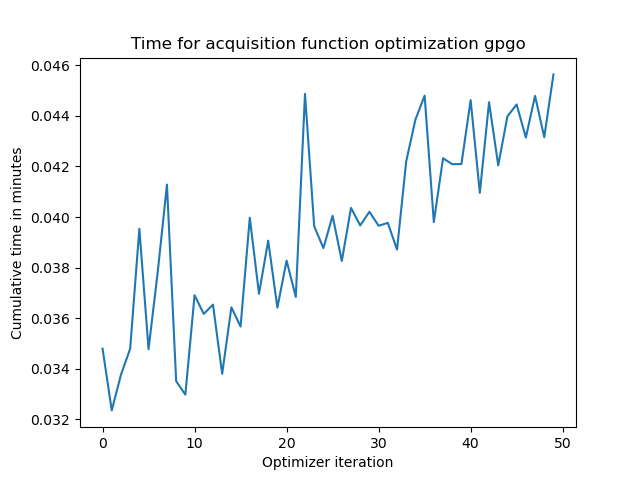 Time for acquisition function optimization gpgo
0.046
0.044
0.042
0.040
0.038
0.036
0.034
0.032
Cumulative time in minutes
0 10 20 30 40 50
Optimizer iteration